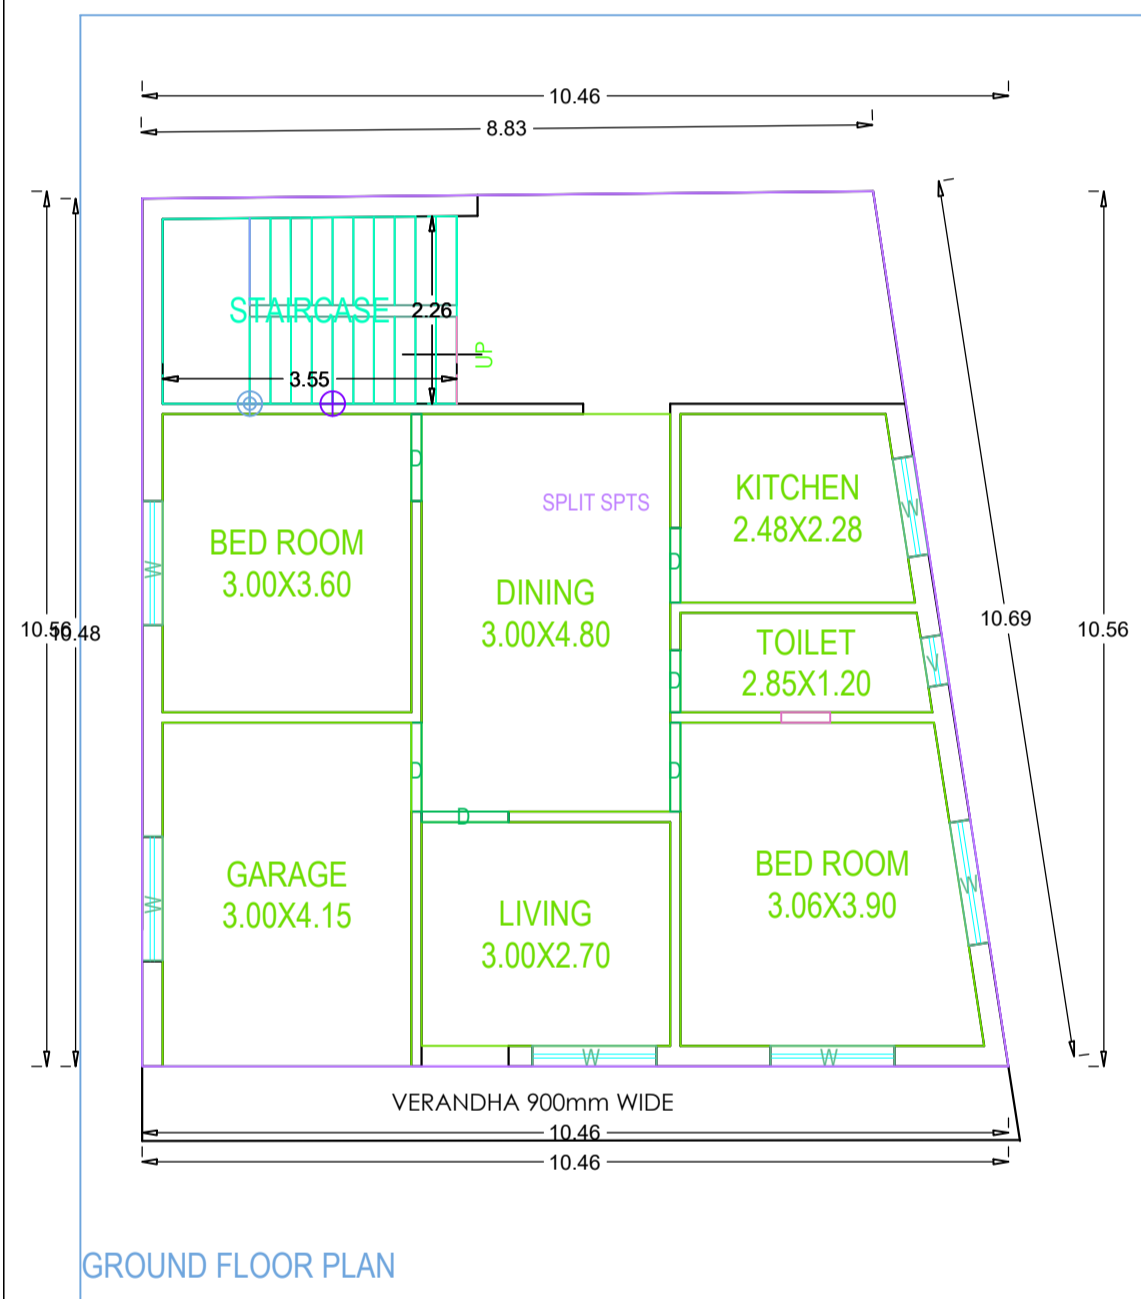 10.46
8.83
STAIRCASE
2.26
UP
3.55
D
SPLIT SPTS
KITCHEN
2.48X2.28
W
BED ROOM
3.00X3.60
W
D
DINING
3.00X4.80
10.56
10.48
10.69
10.56
TOILET
2.85X1.20
V
D
D
D
D
BED ROOM
3.06X3.90
W
GARAGE
3.00X4.15
W
LIVING
3.00X2.70
W
W
VERANDHA 900mm WIDE
10.46
10.46
GROUND FLOOR PLAN